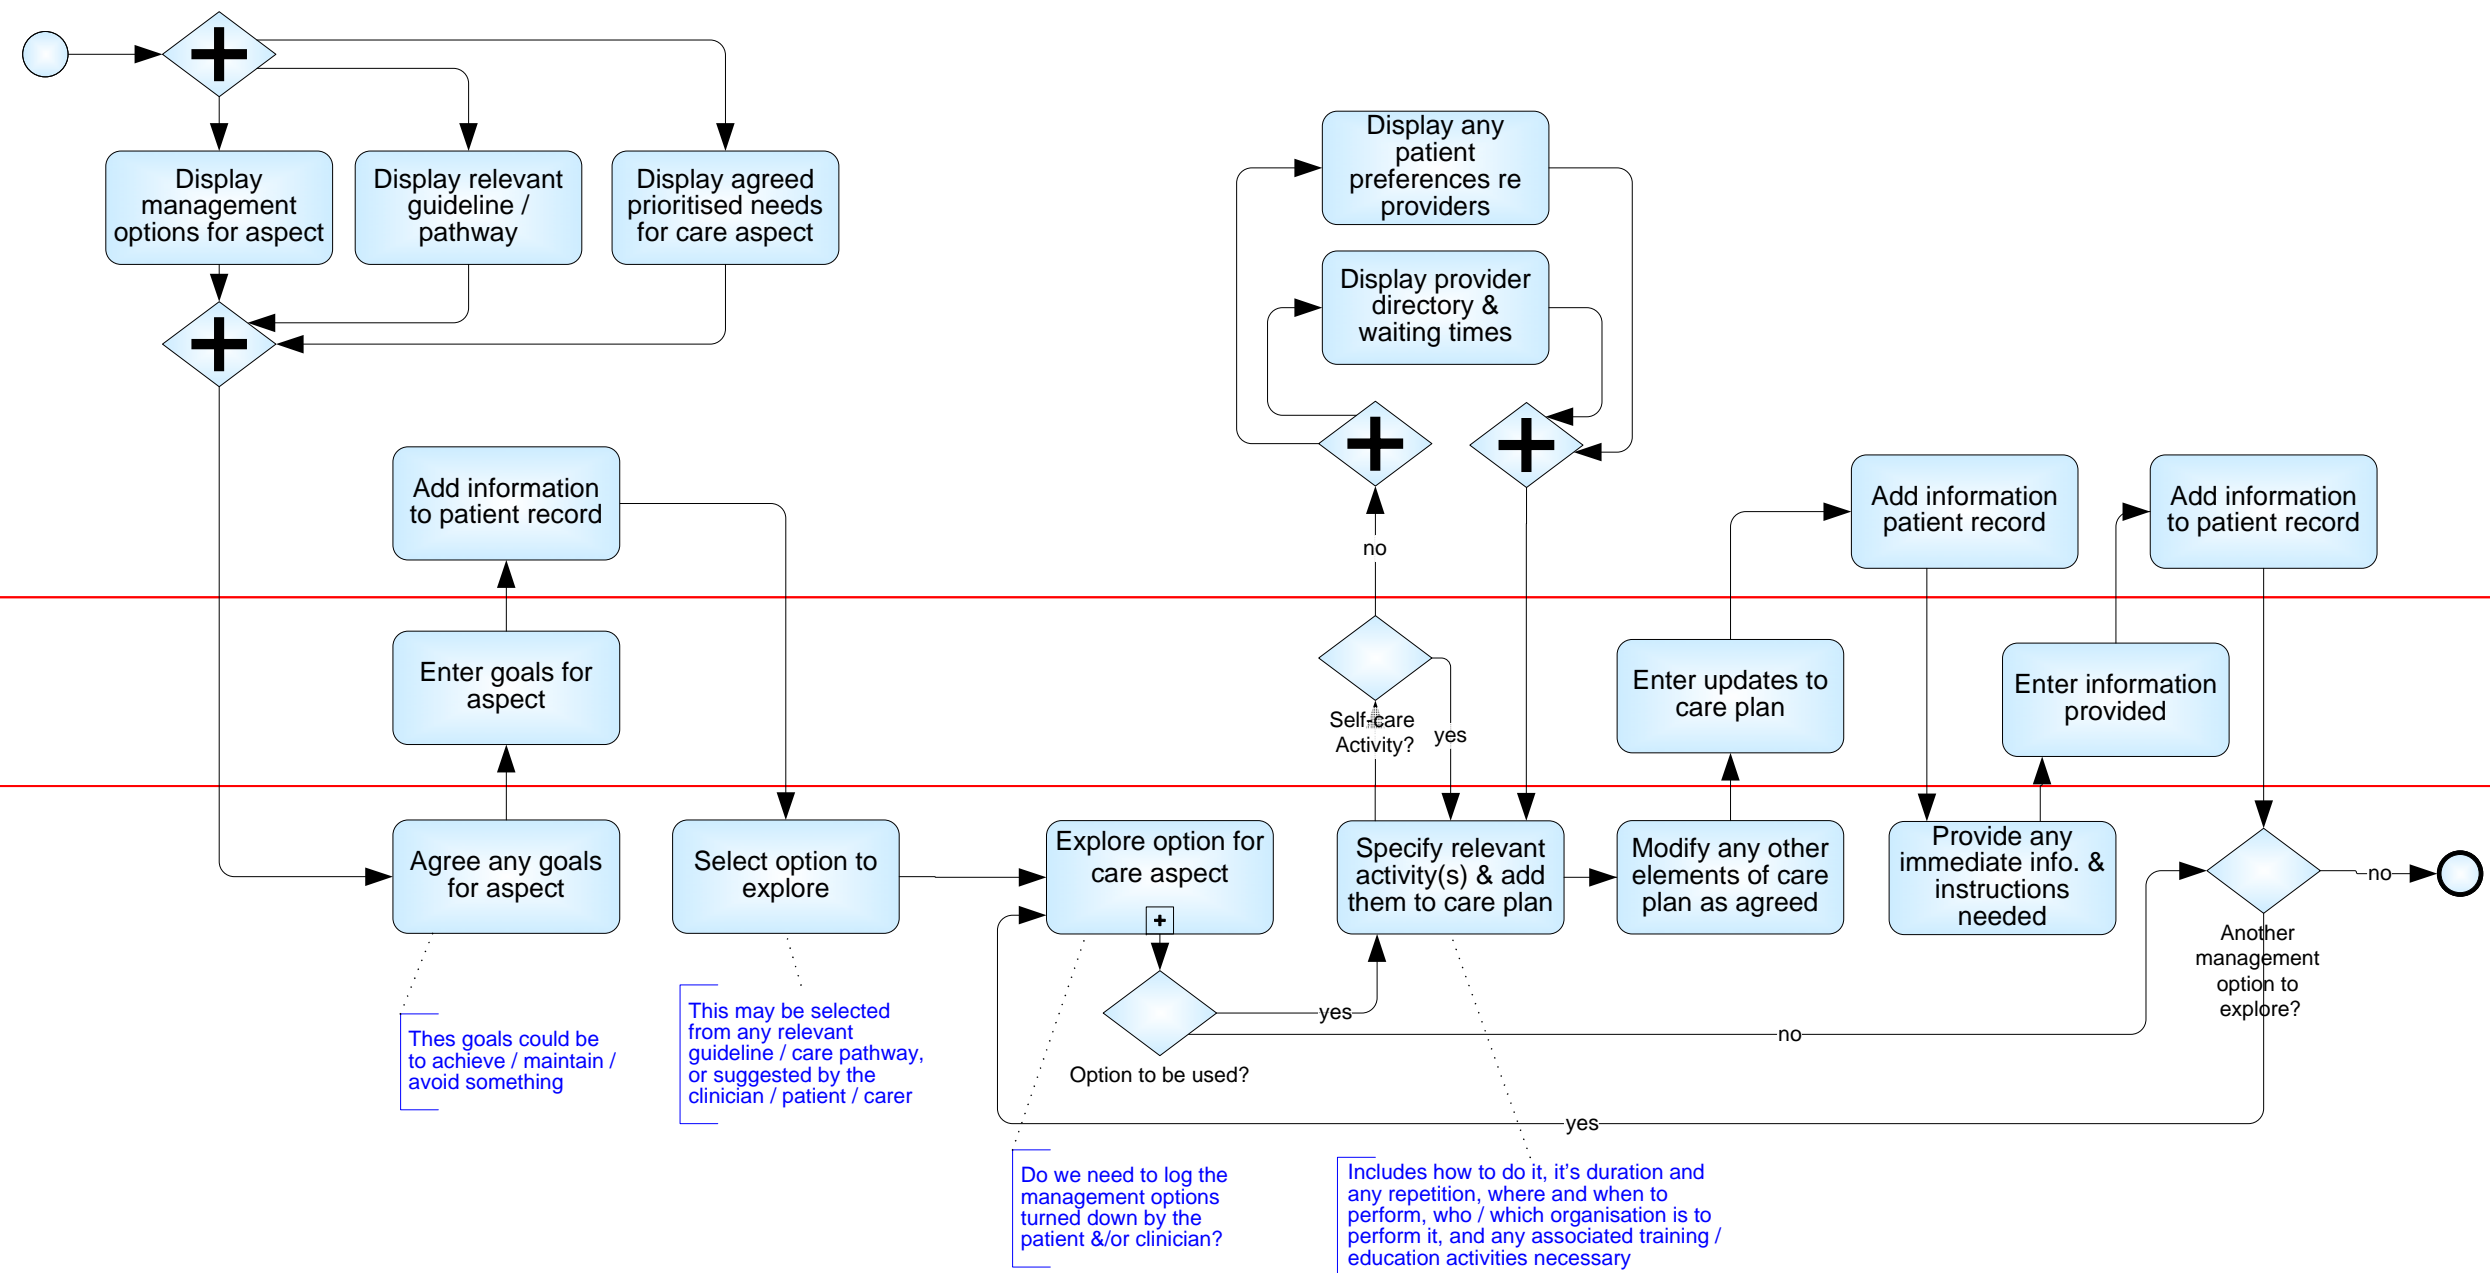 Display
management
options for aspect
Display relevant
guideline /
pathway
Display agreed
prioritised needs
for care aspect
Display any
patient
preferences re
providers
Display provider
directory &
waiting times
Add information
to patient record
no
Add information
patient record
Add information
to patient record
Enter goals for
aspect
Self-care
Activity?
yes
Enter updates to
care plan
Enter information
provided
Agree any goals
for aspect
Select option to
explore
Explore option for
care aspect
Specify relevant
activity(s) & add
them to care plan
Modify any other
elements of care
plan as agreed
Provide any
immediate info. &
instructions
needed
no
Another
management
option to
explore?
yes
no
Option to be used?
yes
Thes goals could be
to achieve / maintain /
avoid something
This may be selected
from any relevant
guideline / care pathway,
or suggested by the
clinician / patient / carer
Do we need to log the
management options
turned down by the
patient &/or clinician?
Includes how to do it, it's duration and
any repetition, where and when to
perform, who / which organisation is to
perform it, and any associated training /
education activities necessary